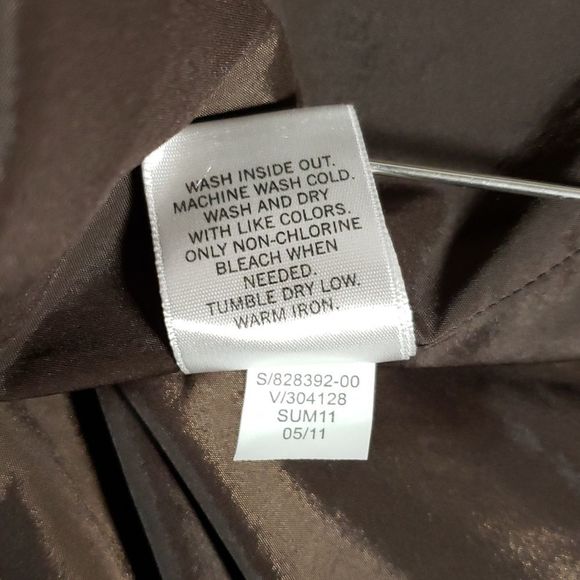 WASH INSIDE OUT.
MACHINE WASH COLD.
WASH AND DRY
WITH LIKE COLORS.
ONLY NON-CHLORINE
BLEACH WHEN
NEEDED.
TUMBLE DRY LOW.
WARM IRON.
S/828392-00
V/304128
SUM11
05/11